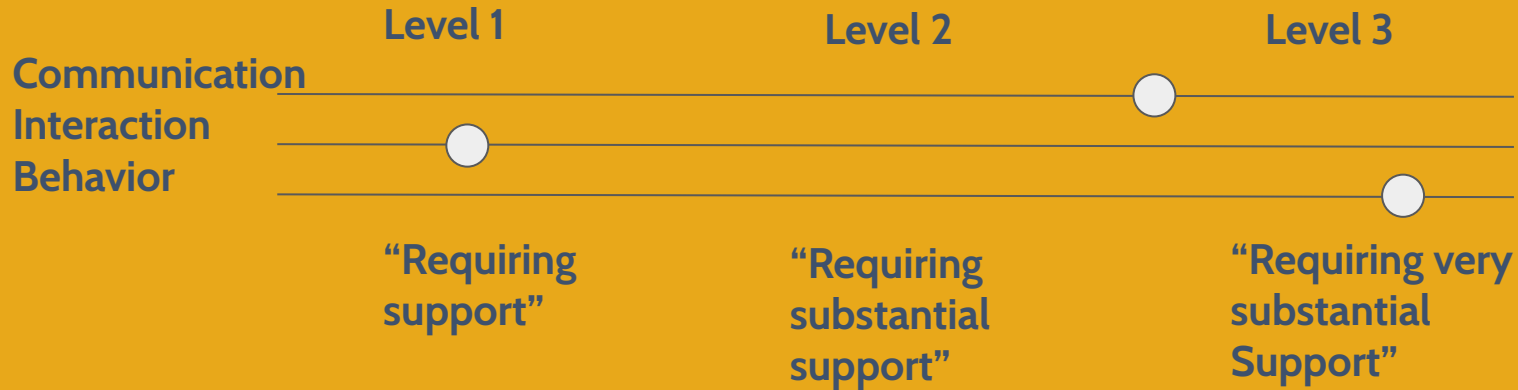 Level 1
Level 2
Level 3
Communication
Interaction
Behavior
“Requiring
support”
“Requiring
substantial
support”
“Requiring very
substantial
Support”